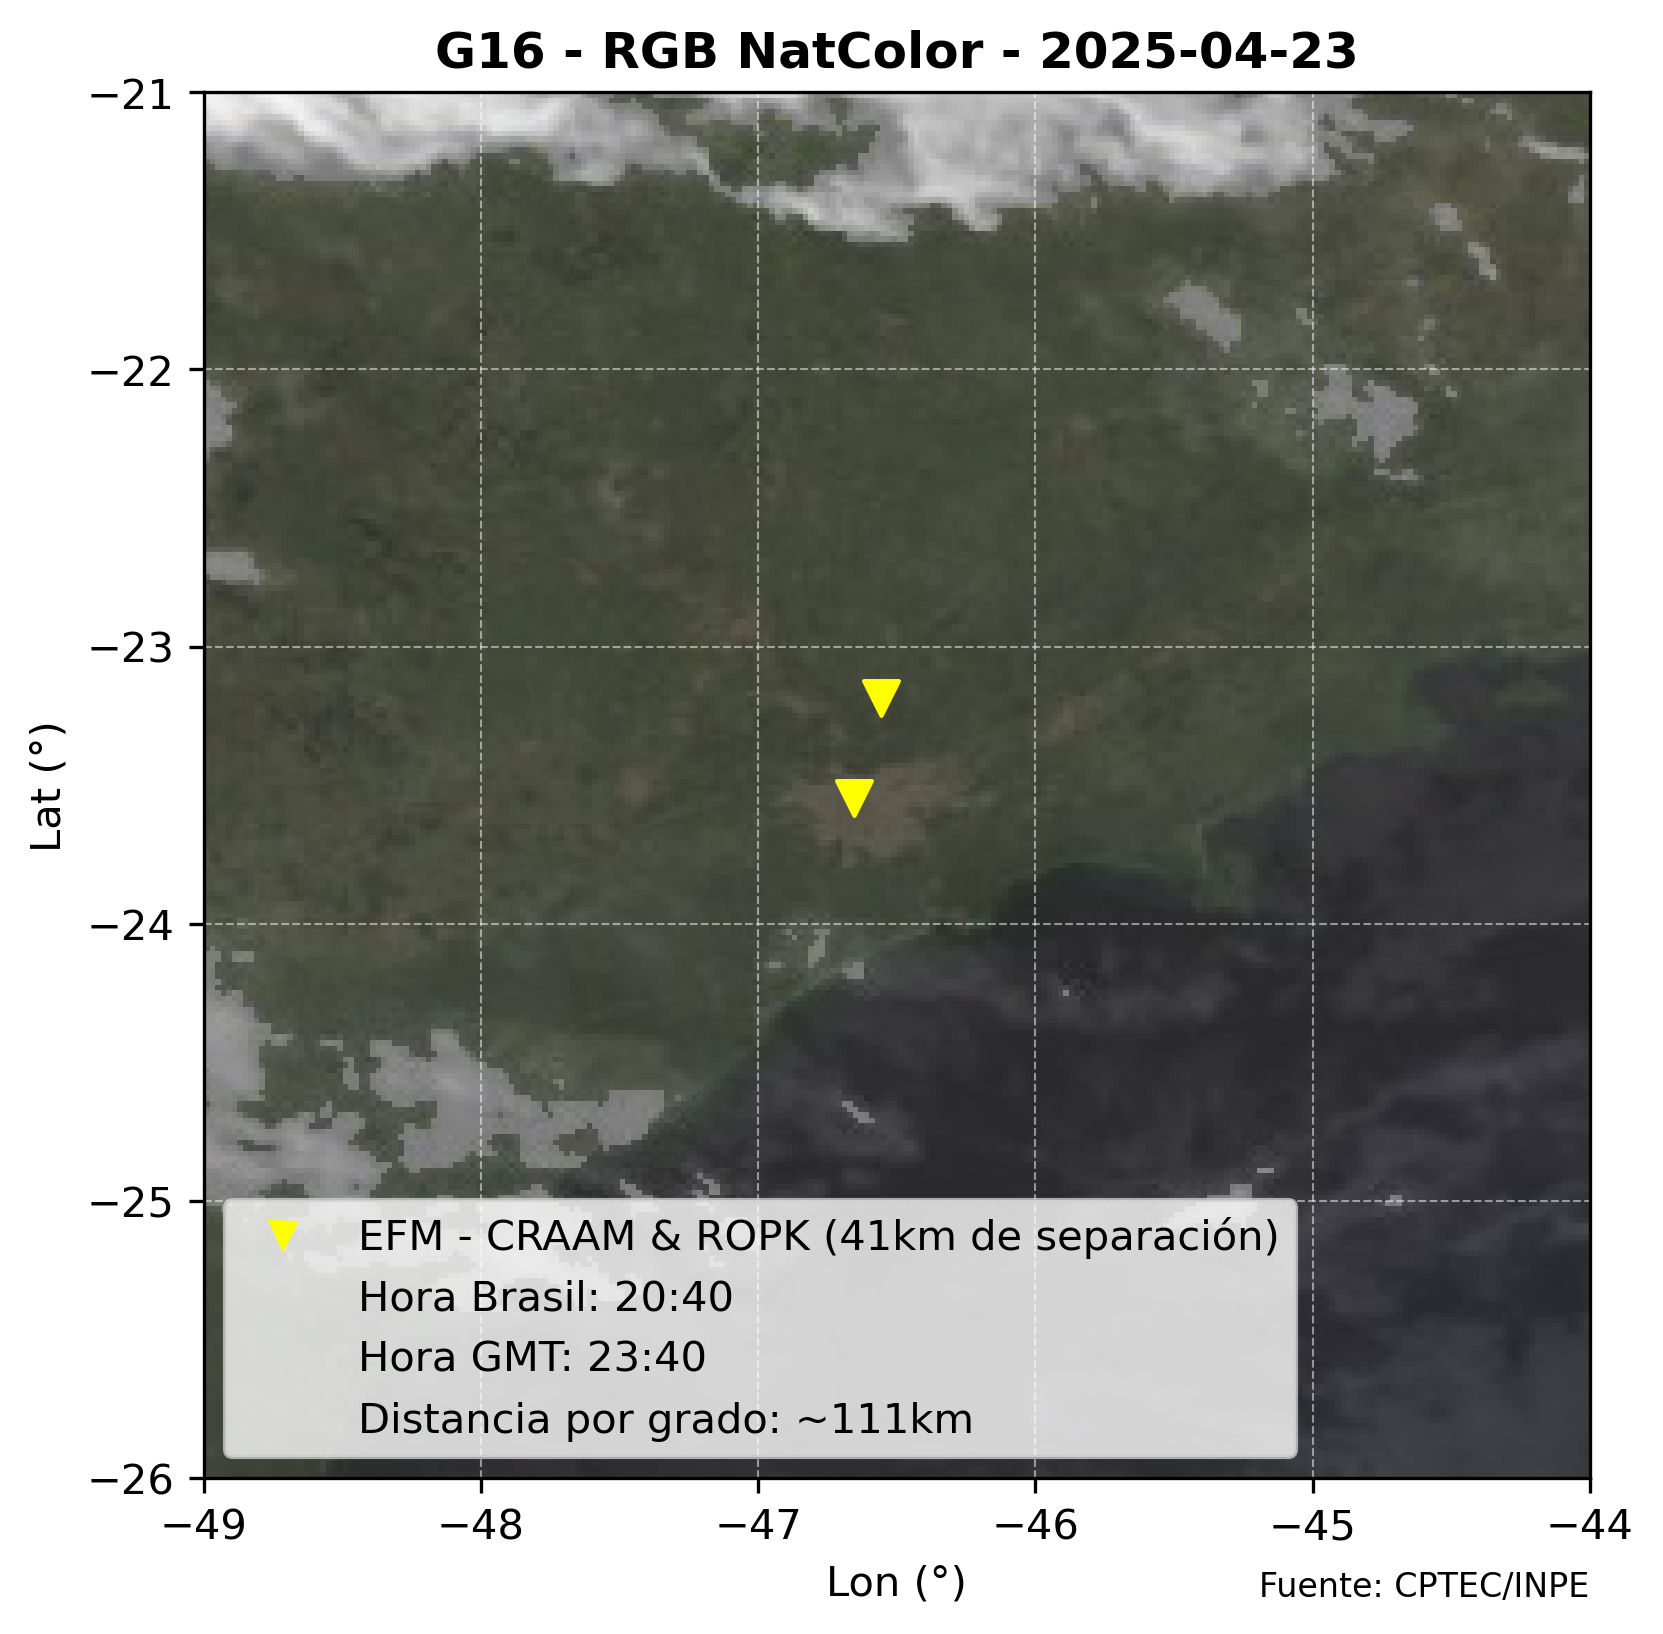 G16 - RGB NatColor - 2025-04-23
−21
−22
−23
−24
−25
−26
Lat (°)
EFM - CRAAM & ROPK (41km de separación)
Hora Brasil: 20:40
Hora GMT: 23:40
Distancia por grado: ~111km
−49 −48 −47 −46 −45 −44
Lon (°)
Fuente: CPTEC/INPE